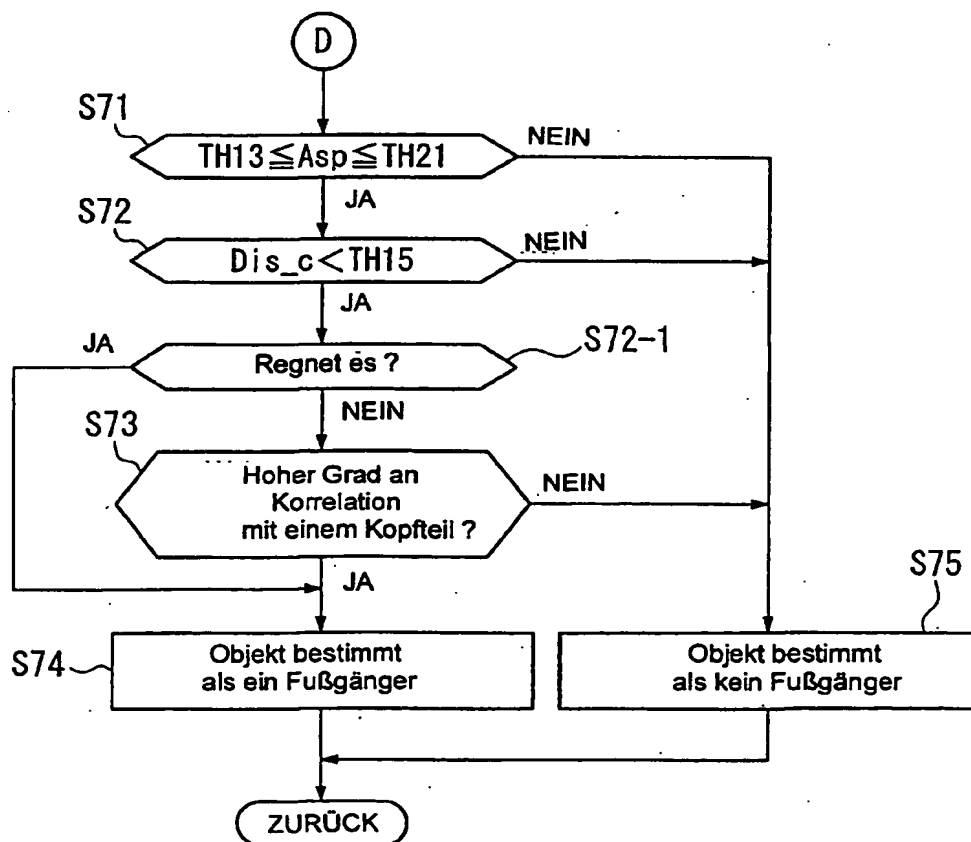 D
S71
TH13≦Asp≦TH21
NEIN
JA
S72
Dis_c<TH15
NEIN
JA
JA
Regnet es ?
S72-1
NEIN
S73
Hoher Grad an
Korrelation
mit einem Kopfteil ?
NEIN
JA
S75
S74
Objekt bestimmt
als ein Fußgänger
Objekt bestimmt
als kein Fußgänger
ZURÜCK